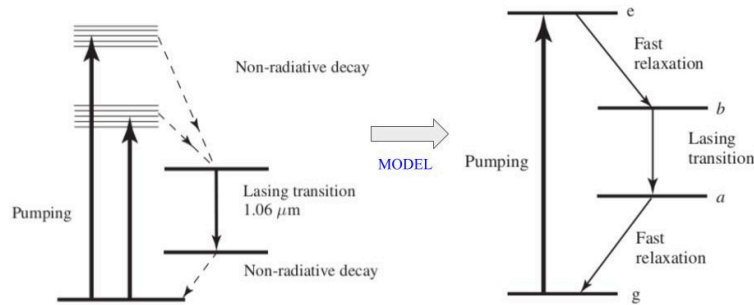 Non-radiative decay
Lasing transition
1.06 μm
Pumping
Non-radiative decay
MODEL
e
Fast
relaxation
b
Pumping
Lasing
transition
a
Fast
relaxation
g